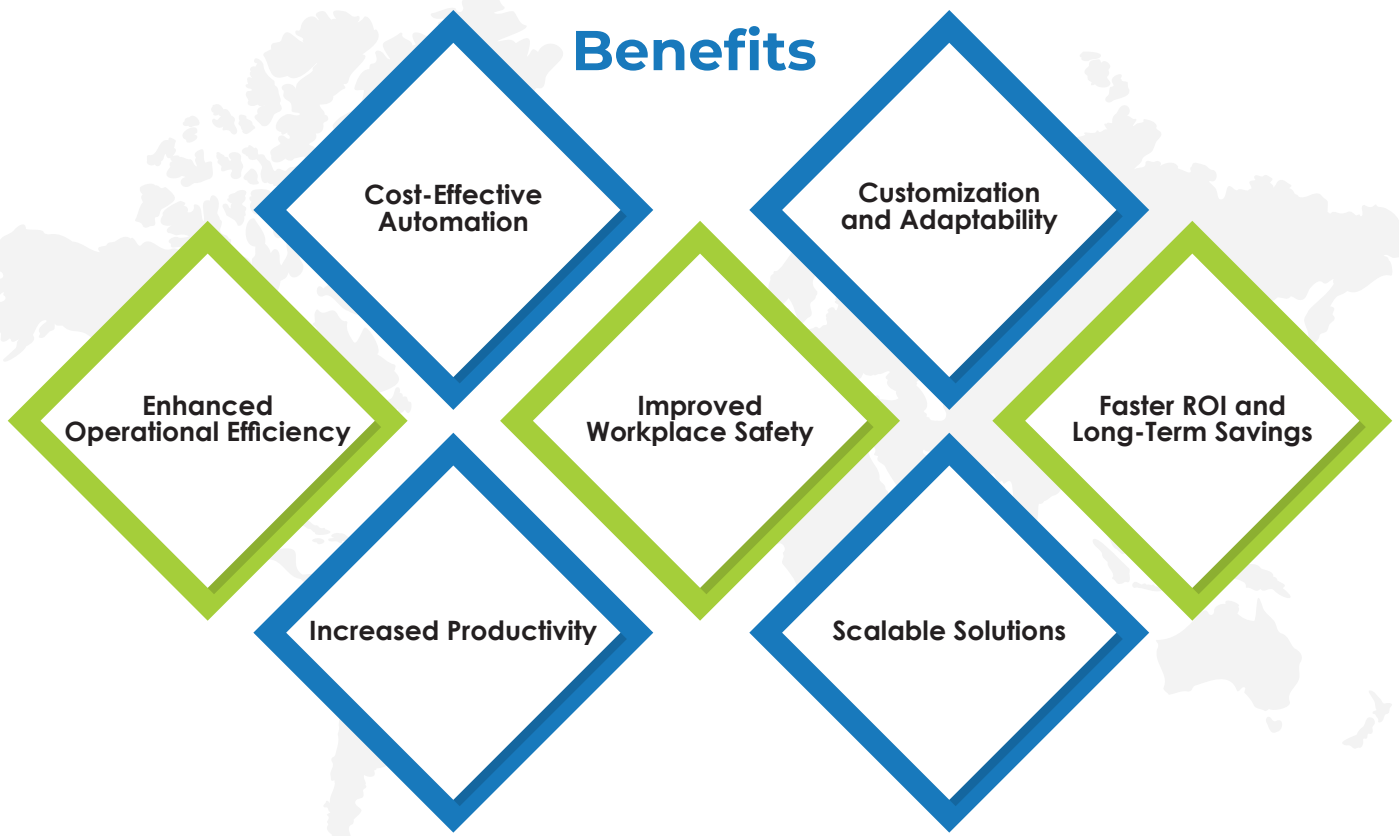 Benefits
Cost-Effective
Automation
Customization
and Adaptability
Enhanced
Operational Efficiency
Improved
Workplace Safety
Faster ROI and
Long-Term Savings
Increased Productivity
Scalable Solutions